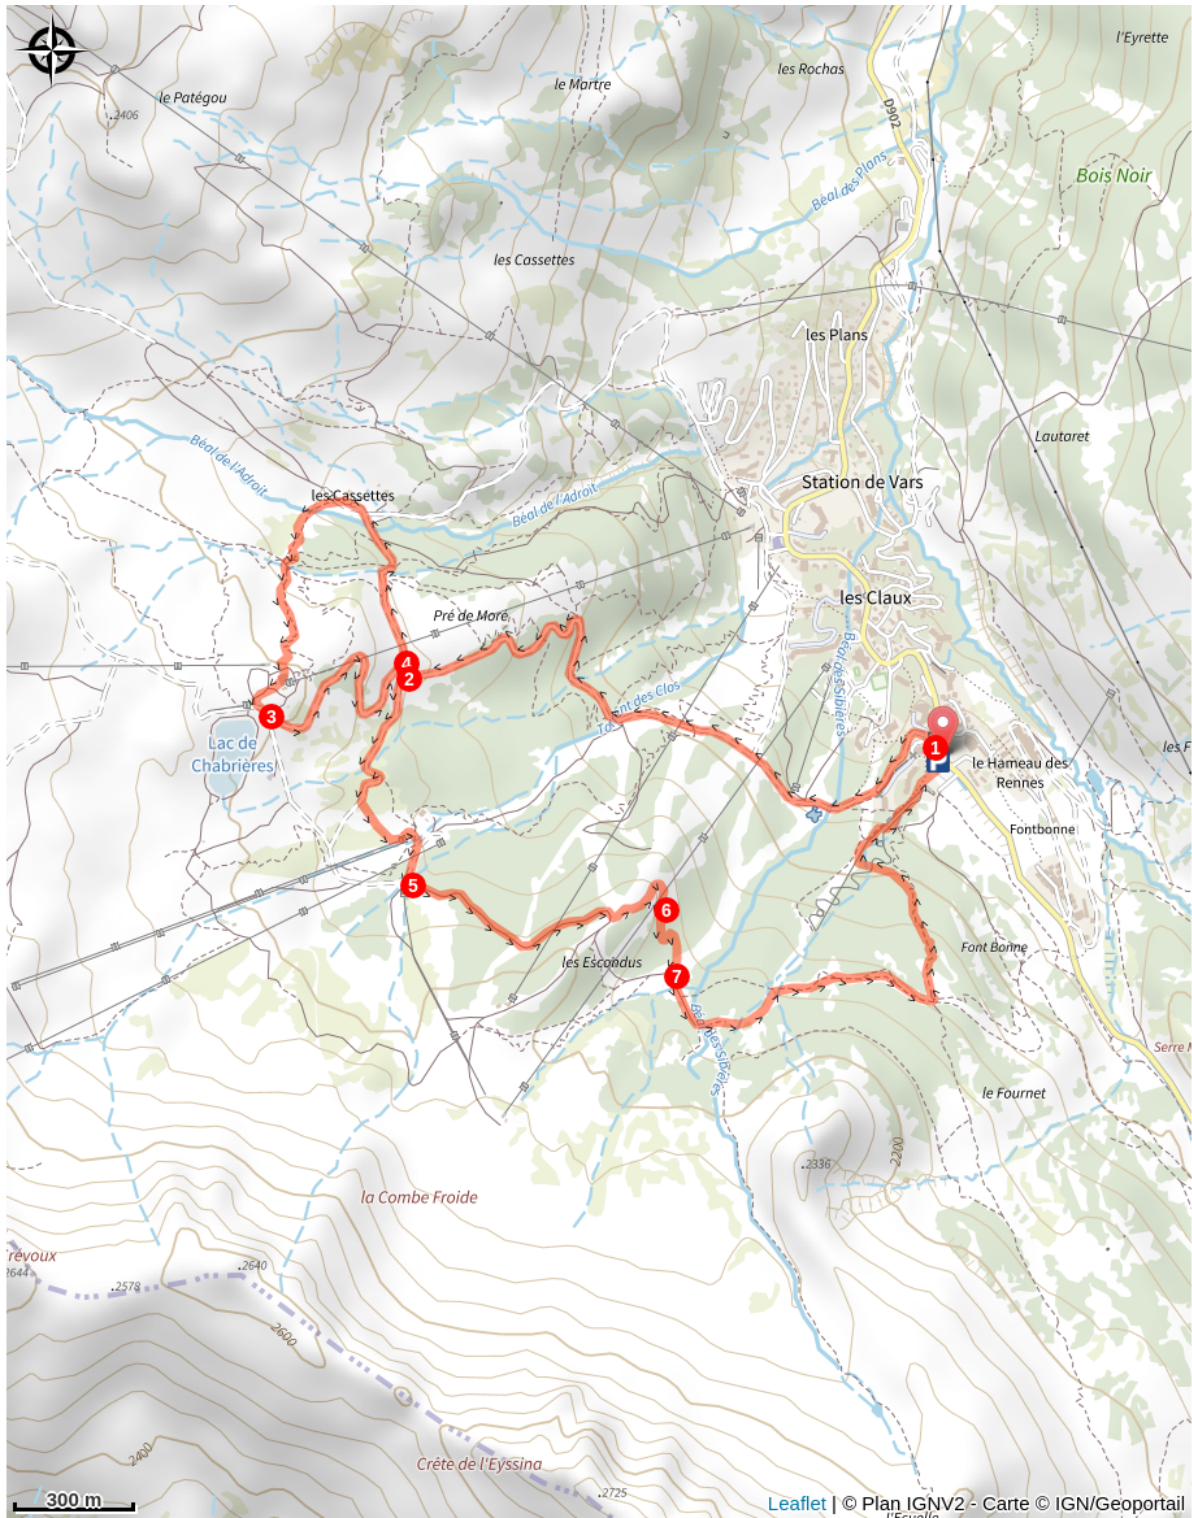 l'Eyrette
les Rochas
le Martre
le Patégou
.2406
D902
Béal des Plans
Bois Noir
les Cassettes
les Plans
Lautaret
Béal de l'Adroit
les Cassettes
Béal de l'Adroit
Station de Vars
les Claux
Pré de Moré
Béal des Sibières
4
2
Torrent des Clos
3
1
Lac de
Chabrières
le Hameau des
Rennes
les F
Fontbonne
5
6
les Escondus
Font Bonne
7
Béal des Sibières
Serre M
le Fournet
2200
.2336
la Combe Froide
révoux
2644
.2578
.2640
2600
2400
Crête de l'Eyssina
.2725
300 m
Leaflet | © Plan IGNV2 - Carte © IGN/Geoportail